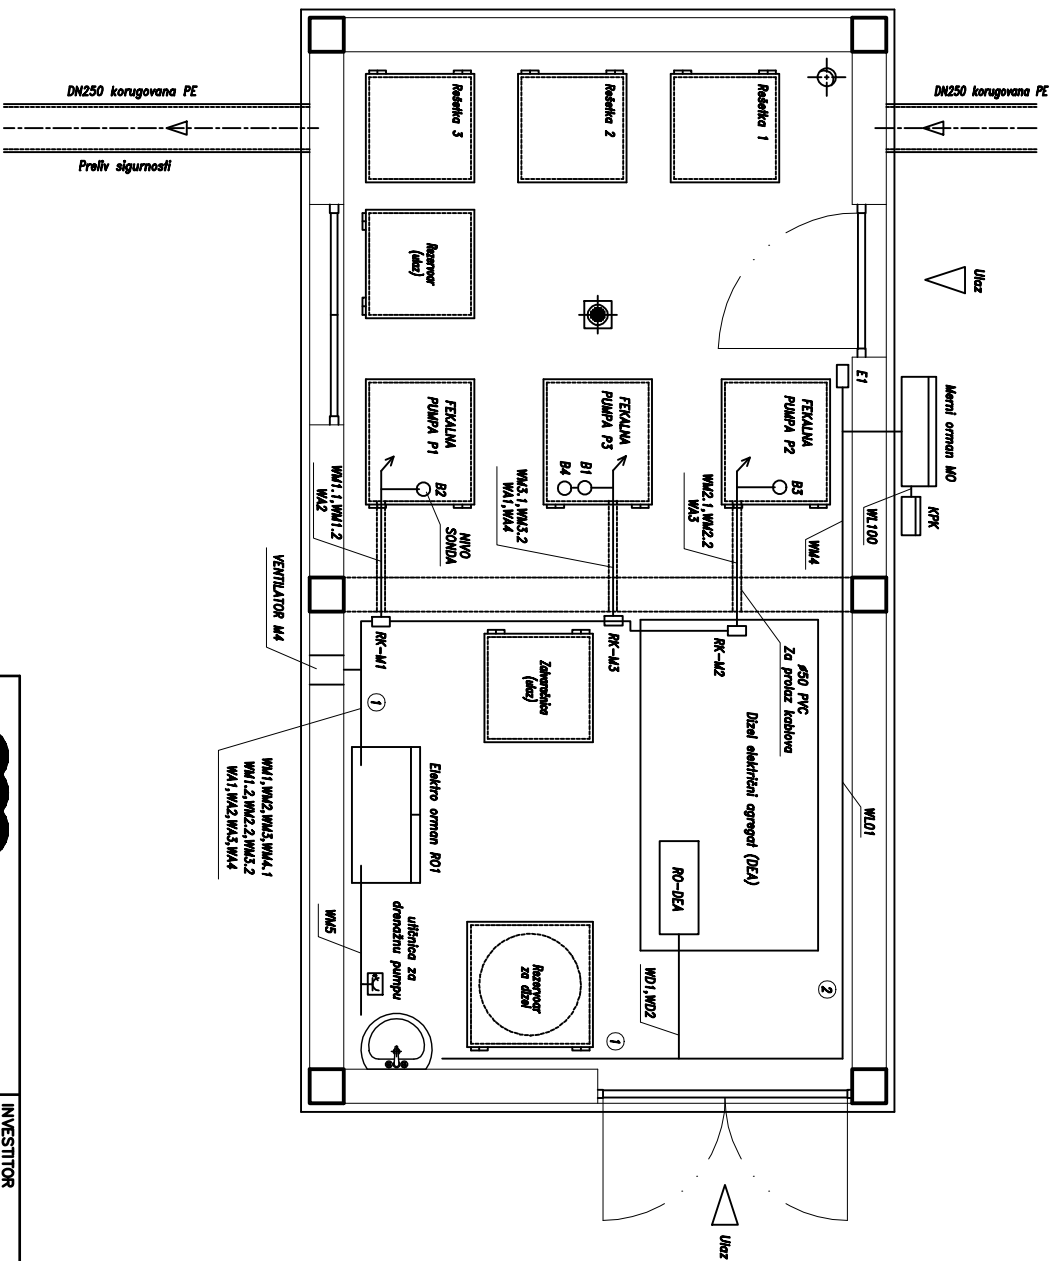 DN250 korugovana PE
Preliv sigurnosti
DN250 korugovana PE
Rešetka 3
Rešetka 2
Rešetka 1
Rezervoar
(ulaz)
Ulaz
E1
Merni orman MO
KPK
WL100
WM4
FEKALNA
PUMPA P1
B2
FEKALNA
PUMPA P3
B1
B4
FEKALNA
PUMPA P2
B3
WM1.1,WM1.2
WA2
NIVO
SONDA
WM3.1,WM3.2
WA1,WA4
WM2.1,WM2.2
WA3
VENTILATOR M4
RK-M1
RK-M3
RK-M2
ø50 PVC
Za prolaz kablova
Zatvaračnica
(ulaz)
Dizel električni agregat (DEA)
WL01
1
WM1,WM2,WM3,WM4.1
WM1.2,WM2.2,WM3.2
WA1,WA2,WA3,WA4
Elektro orman RO1
RO-DEA
WM5
utičnica za
drenažnu pumpu
Rezervoar
za dizel
WD1,WD2
1
2
Ulaz
INVESTITOR